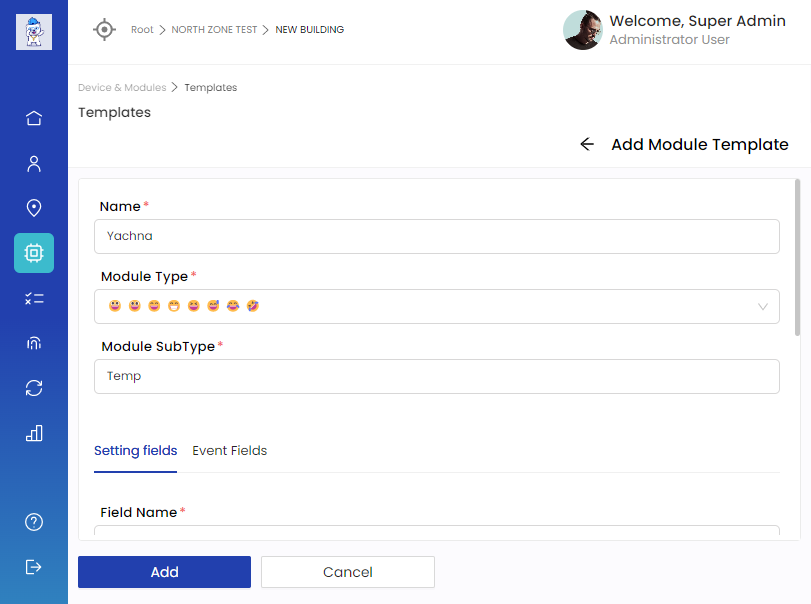 Root > NORTH ZONE TEST > NEW BUILDING
Welcome, Super Admin
Administrator User
Device & Modules > Templates
Templates
← Add Module Template
Name*
Yachna
Module Type*
😃 😃 😄 😁 😆 😅 😂 🤣
Module SubType*
Temp
Setting fields Event Fields
Field Name*
Add Cancel